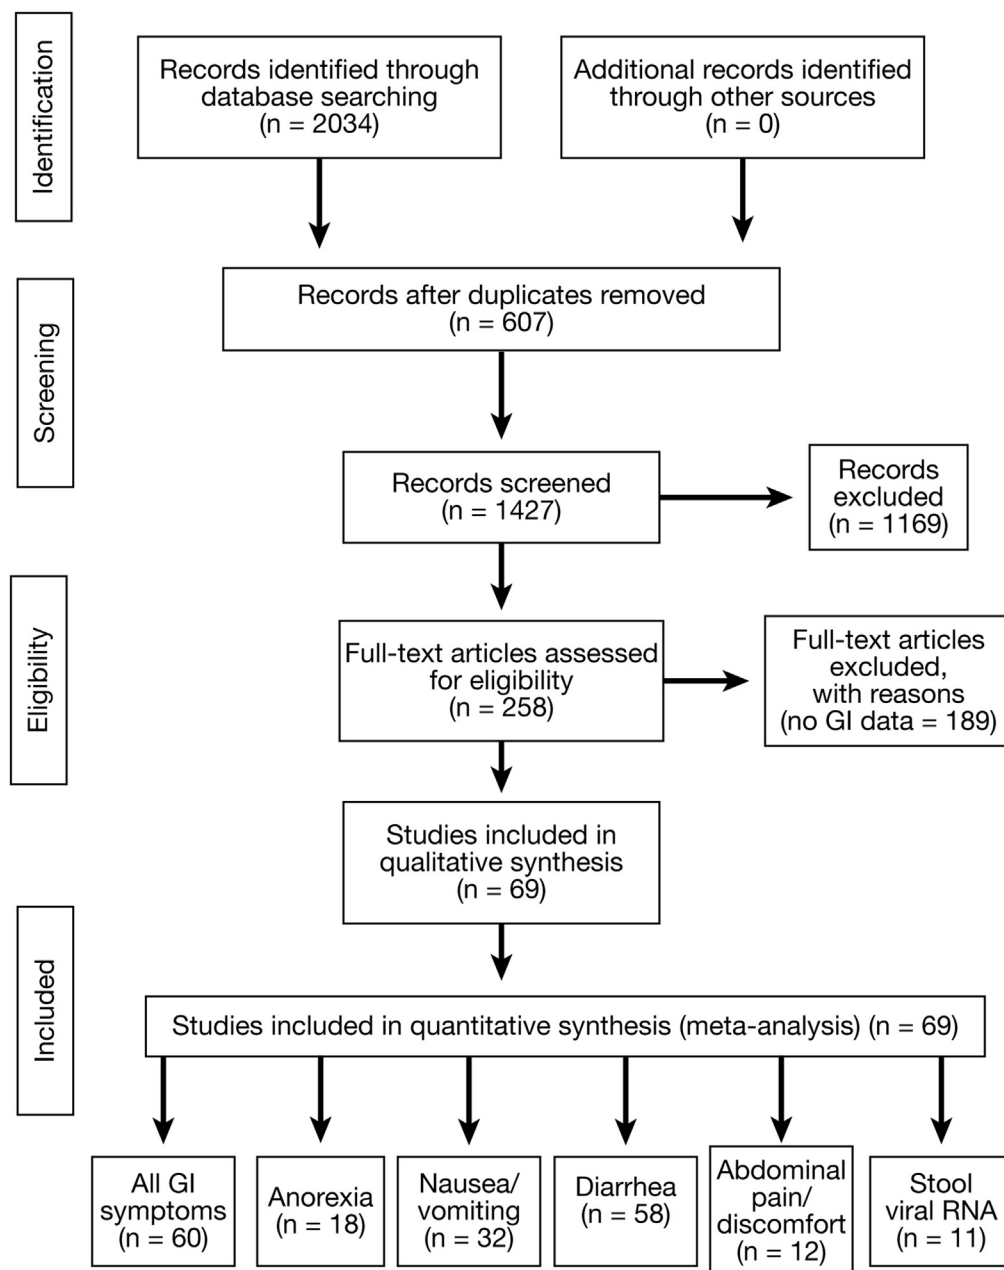 Identification
Records identified through
database searching
(n = 2034)
Additional records identified
through other sources
(n = 0)
Screening
Records after duplicates removed
(n = 607)
Records screened
(n = 1427)
Records
excluded
(n = 1169)
Eligibility
Full-text articles assessed
for eligibility
(n = 258)
Full-text articles
excluded,
with reasons
(no GI data = 189)
Studies included in
qualitative synthesis
(n = 69)
Included
Studies included in quantitative synthesis (meta-analysis) (n = 69)
All GI
symptoms
(n = 60)
Anorexia
(n = 18)
Nausea/
vomiting
(n = 32)
Diarrhea
(n = 58)
Abdominal
pain/
discomfort
(n = 12)
Stool
viral RNA
(n = 11)